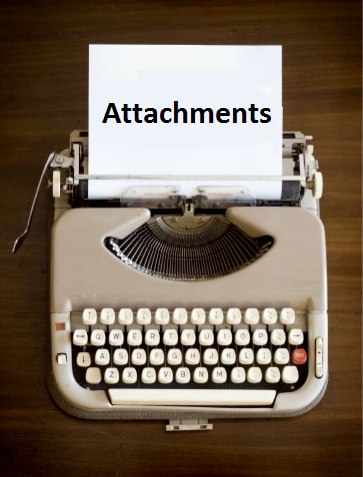 Attachments
Q W E R T Y U I O P
A S D F G H J K L
Z X C V B N M